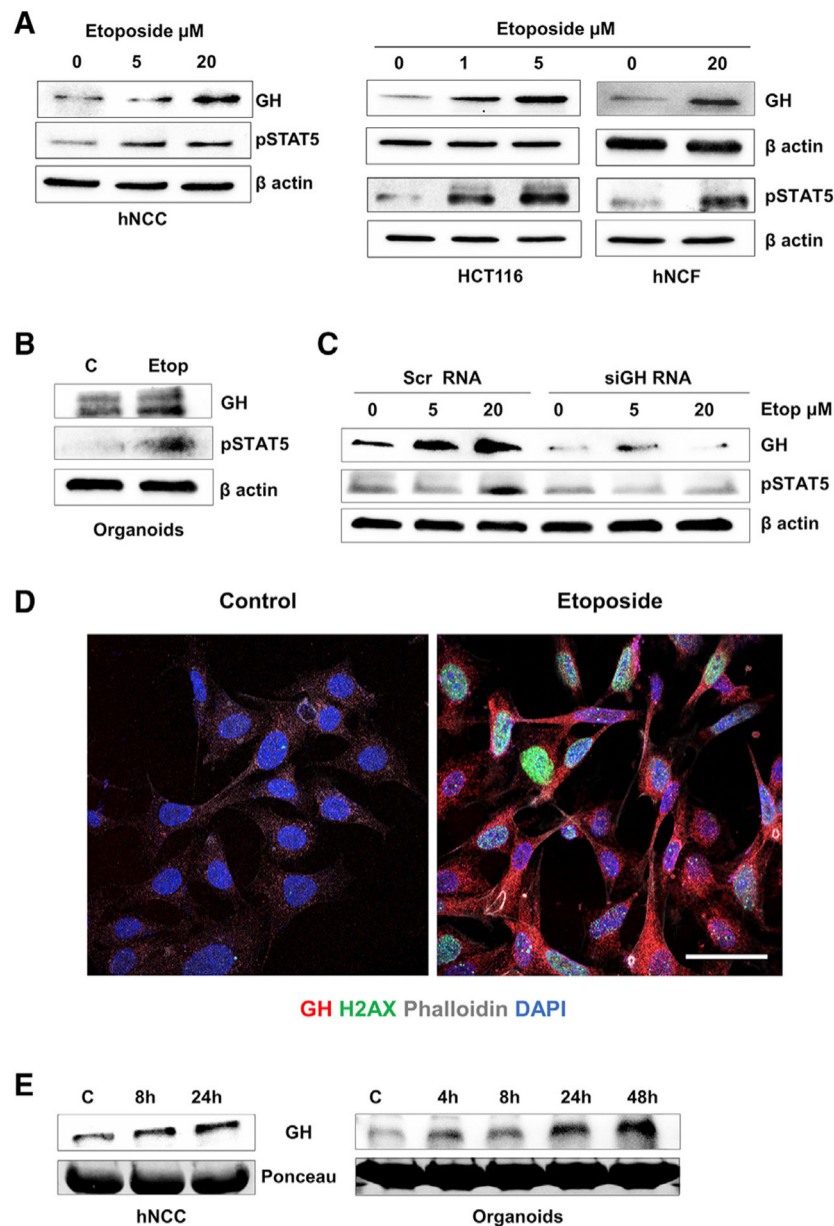 A
Etoposide µM
0 5 20
GH
pSTAT5
β actin
hNCC
Etoposide µM
0 1 5 0 20
GH
β actin
pSTAT5
β actin
HCT116 hNCF
B
C Etop
GH
pSTAT5
β actin
Organoids
C
Scr RNA siGH RNA
0 5 20 0 5 20 Etop µM
GH
pSTAT5
β actin
D
Control Etoposide
GH H2AX Phalloidin DAPI
E
C 8h 24h C 4h 8h 24h 48h
GH
Ponceau
hNCC Organoids